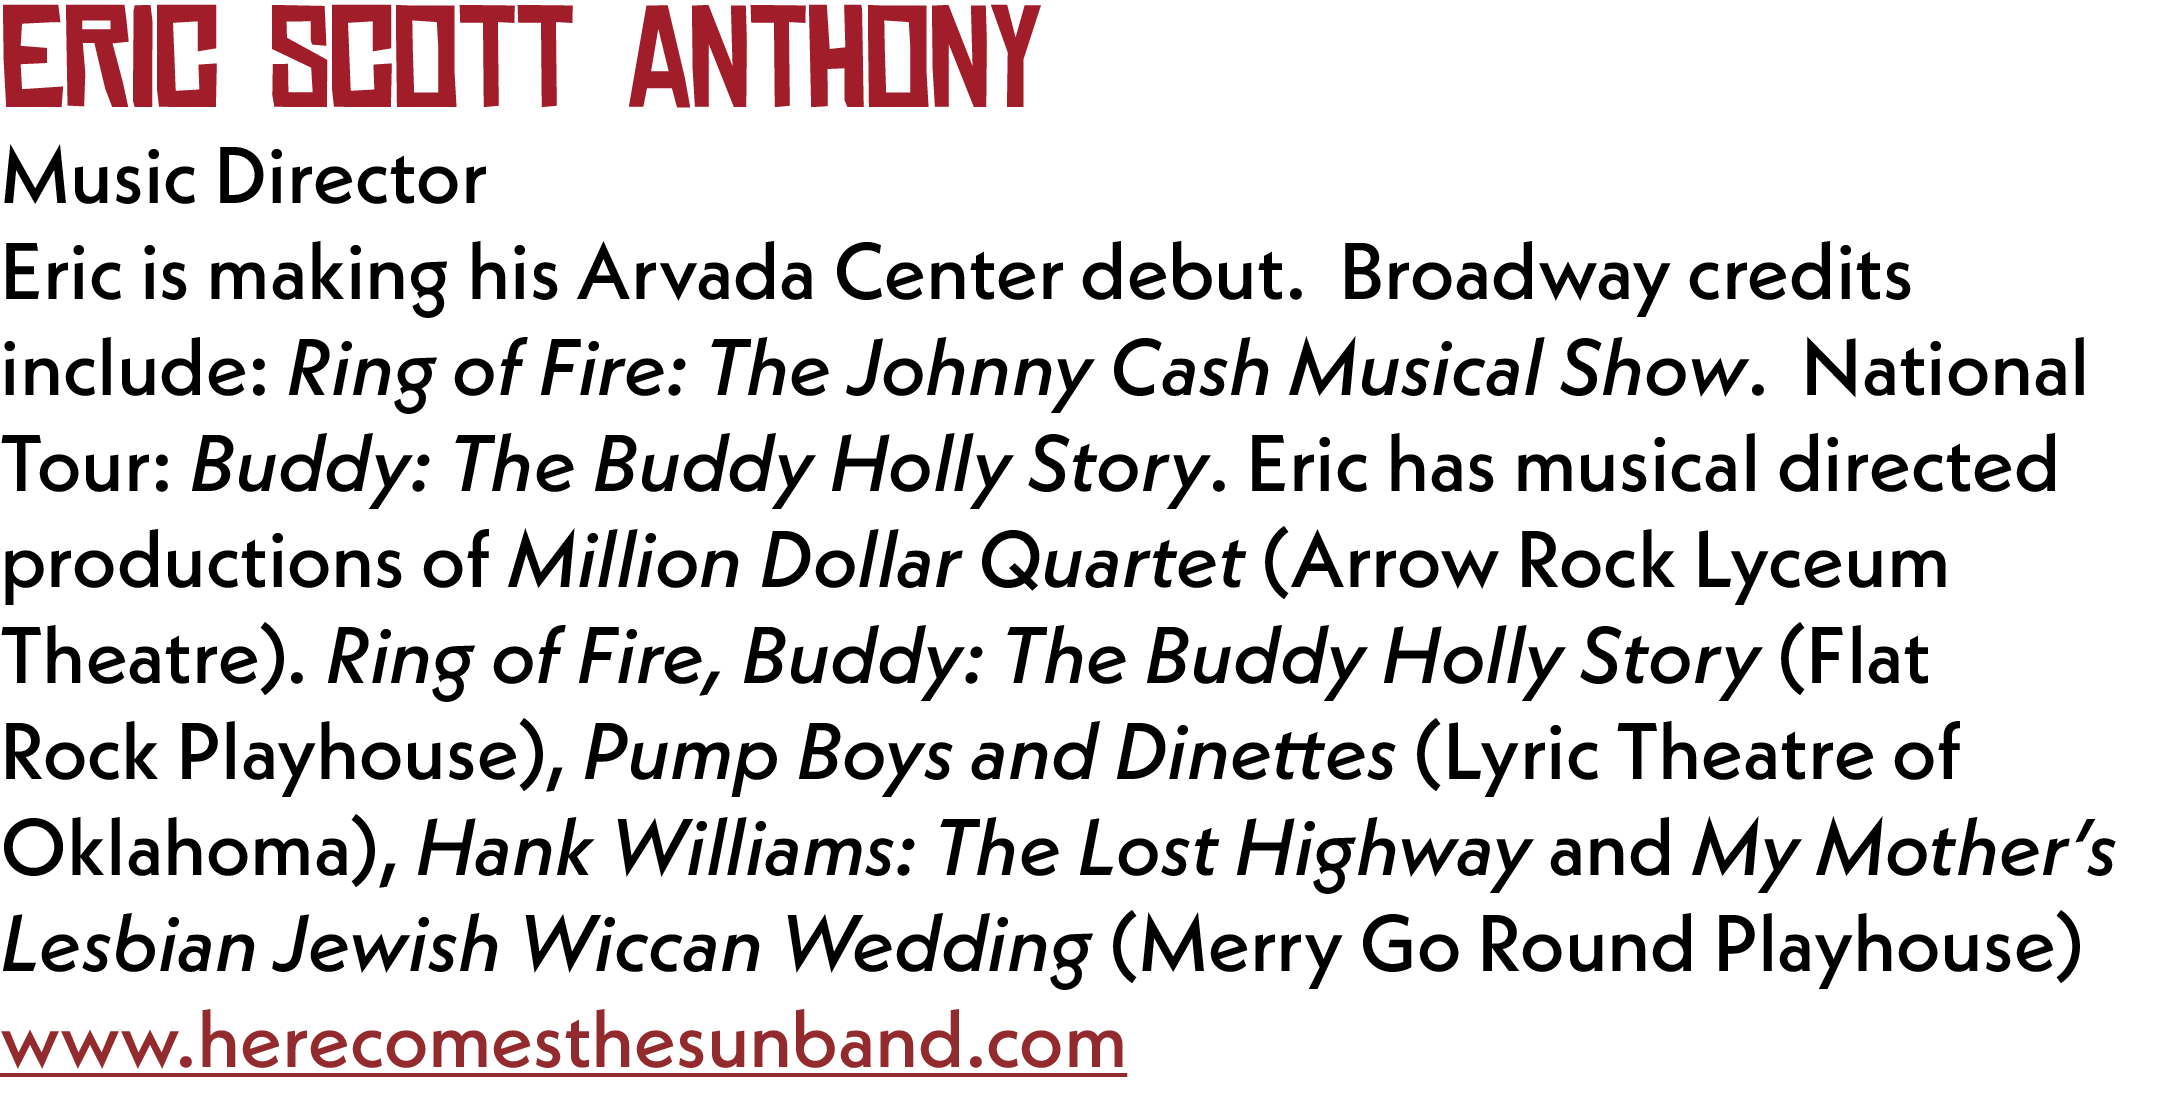 ERIC SCOTT ANTHONY
Music Director
Eric is making his Arvada Center debut.  Broadway credits
include: Ring of Fire: The Johnny Cash Musical Show.  National
Tour: Buddy: The Buddy Holly Story. Eric has musical directed
productions of Million Dollar Quartet (Arrow Rock Lyceum
Theatre). Ring of Fire, Buddy: The Buddy Holly Story (Flat
Rock Playhouse), Pump Boys and Dinettes (Lyric Theatre of
Oklahoma), Hank Williams: The Lost Highway and My Mother’s
Lesbian Jewish Wiccan Wedding (Merry Go Round Playhouse)
www.herecomesthesunband.com